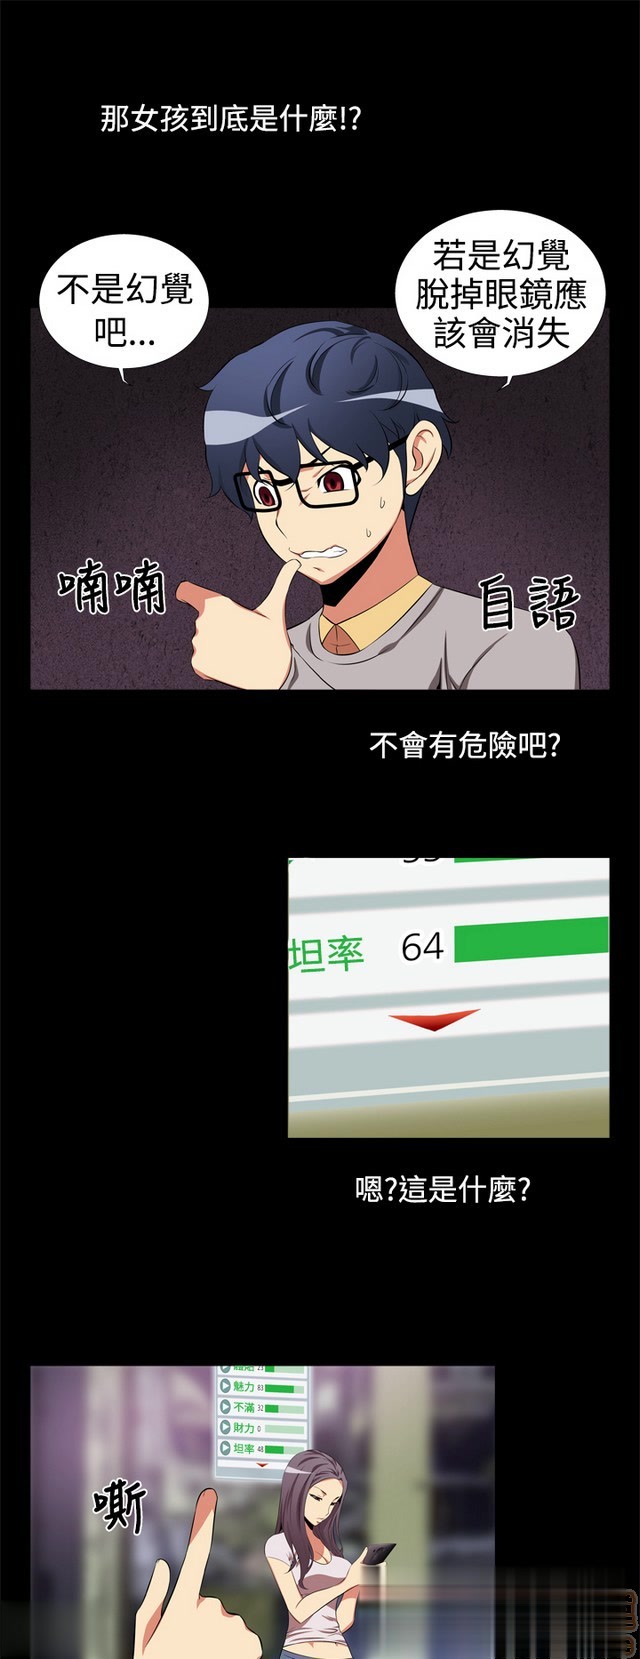 那女孩到底是什麼!?
不是幻覺
吧...
若是幻覺
脫掉眼鏡應
該會消失
喃喃
自語
不會有危險吧?
坦率 64
嗯?這是什麼?
魅力 83
不滿 32
財力 0
坦率 48
嘶